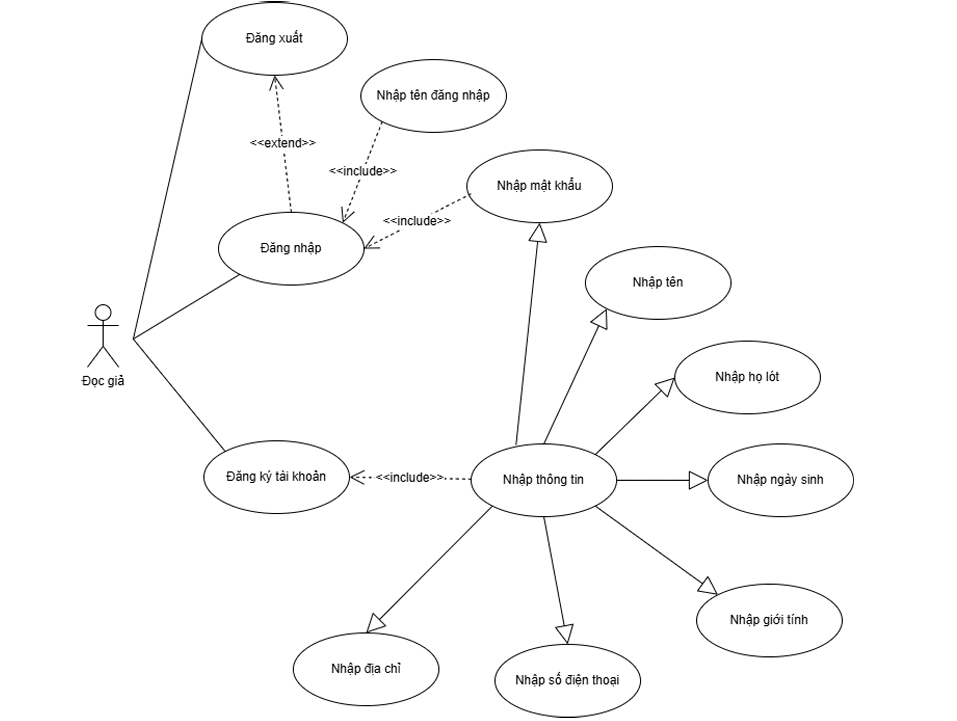 Đăng xuất
Nhập tên đăng nhập
<<extend>>
<<include>>
Nhập mật khẩu
<<include>>
Đăng nhập
Nhập tên
Đọc giả
Nhập họ lót
Đăng ký tài khoản
<<include>>
Nhập thông tin
Nhập ngày sinh
Nhập giới tính
Nhập địa chỉ
Nhập số điện thoại